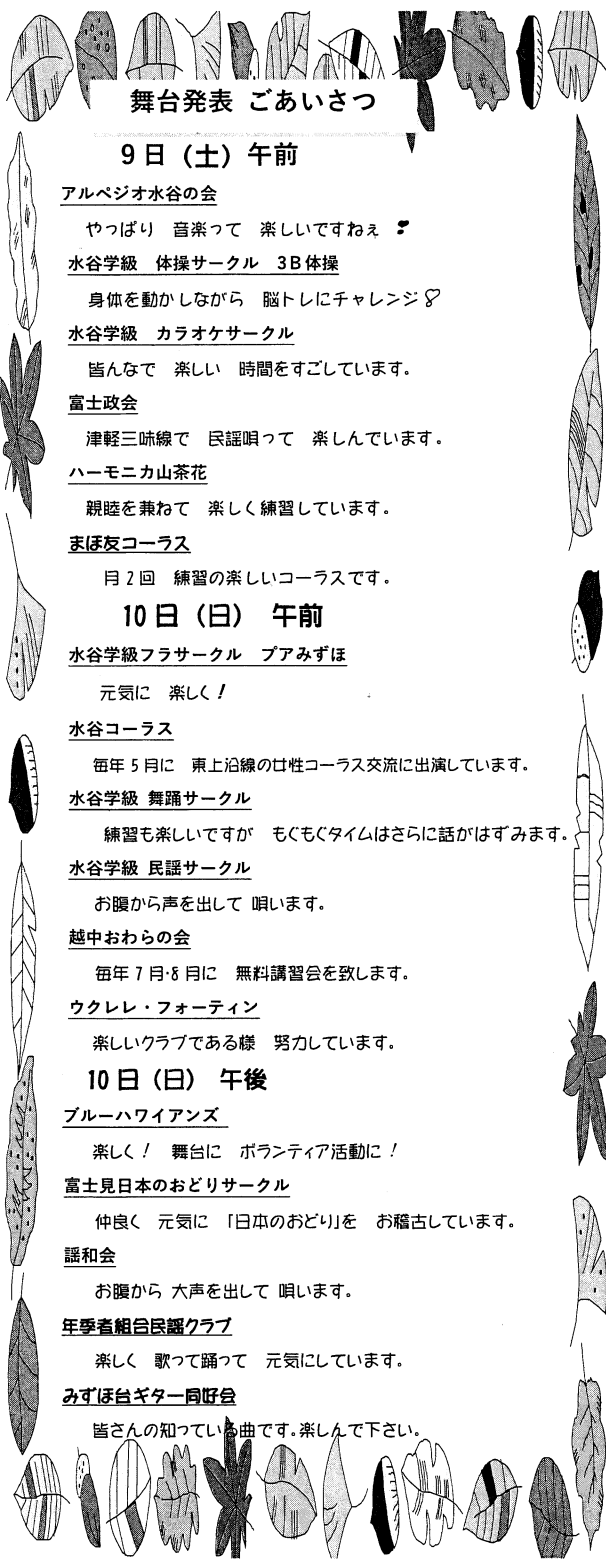 舞台発表 ごあいさつ
9日（土）午前
アルペジオ水谷の会
やっぱり 音楽って 楽しいですねぇ❣
水谷学級 体操サークル 3B体操
身体を動かしながら 脳トレにチャレンジ♡
水谷学級 カラオケサークル
皆んなで 楽しい 時間をすごしています。
富士政会
津軽三味線で 民謡唄って 楽しんでいます。
ハーモニカ山茶花
親睦を兼ねて 楽しく練習しています。
まほ友コーラス
月2回 練習の楽しいコーラスです。
10日（日） 午前
水谷学級フラサークル プアみずほ
元気に 楽しく！
水谷コーラス
毎年5月に 東上沿線の女性コーラス交流に出演しています。
水谷学級 舞踊サークル
練習も楽しいですが もぐもぐタイムはさらに話がはずみます。
水谷学級 民謡サークル
お腹から声を出して 唄います。
越中おわらの会
毎年7月・8月に 無料講習会を致します。
ウクレレ・フォーティン
楽しいクラブである様 努力しています。
10日（日） 午後
ブルーハワイアンズ
楽しく！ 舞台に ボランティア活動に！
富士見日本のおどりサークル
仲良く 元気に 「日本のおどり」を お稽古しています。
謡和会
お腹から 大声を出して 唄います。
年季者組合民謡クラブ
楽しく 歌って踊って 元気にしています。
みずほ台ギター同好会
皆さんの知っている曲です。楽しんで下さい。